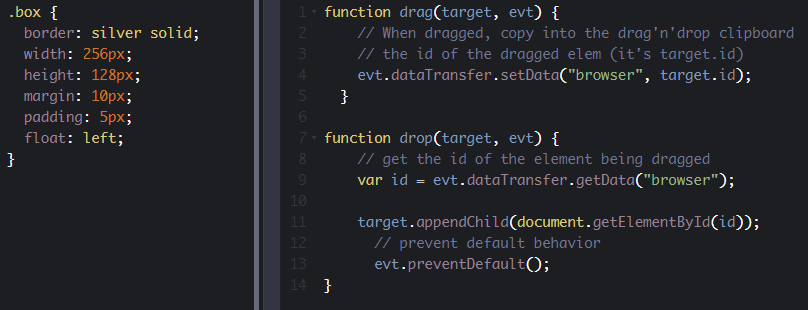 .box {
  border: silver solid;
  width: 256px;
  height: 128px;
  margin: 10px;
  padding: 5px;
  float: left;
}
1 function drag(target, evt) {
2     // When dragged, copy into the drag'n'drop clipboard
3     // the id of the dragged elem (it's target.id)
4     evt.dataTransfer.setData("browser", target.id);
5   }
6
7 function drop(target, evt) {
8     // get the id of the element being dragged
9     var id = evt.dataTransfer.getData("browser");
10
11     target.appendChild(document.getElementById(id));
12       // prevent default behavior
13       evt.preventDefault();
14 }